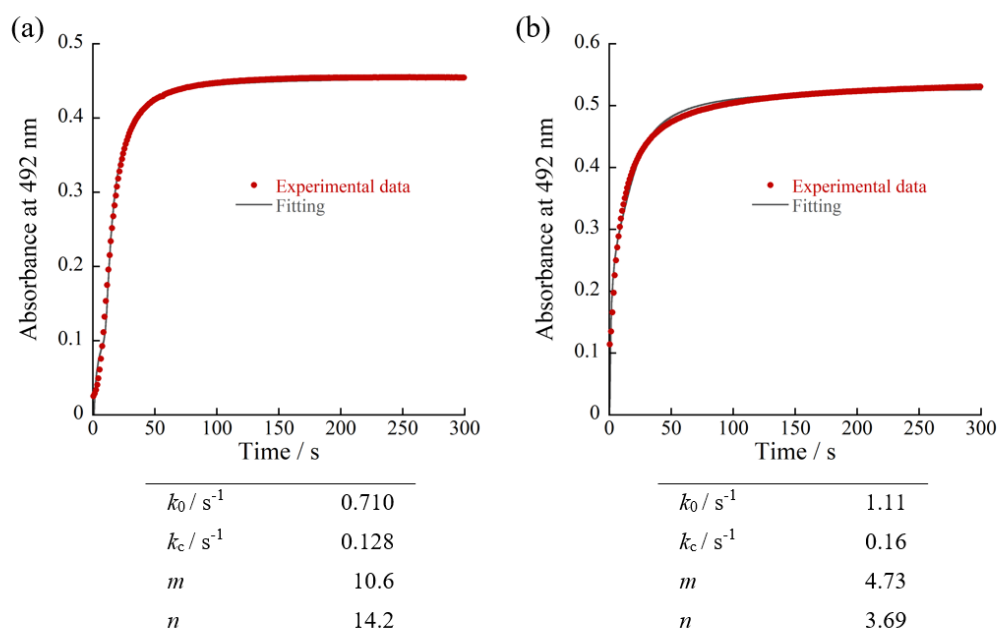 (a)
Absorbance at 492 nm
0.5
0.4
0.3
0.2
0.1
0
Experimental data
Fitting
0 50 100 150 200 250 300
Time / s
k0 / s-1 0.710
kc / s-1 0.128
m 10.6
n 14.2
(b)
Absorbance at 492 nm
0.6
0.5
0.4
0.3
0.2
0.1
0
Experimental data
Fitting
0 50 100 150 200 250 300
Time / s
k0 / s-1 1.11
kc / s-1 0.16
m 4.73
n 3.69